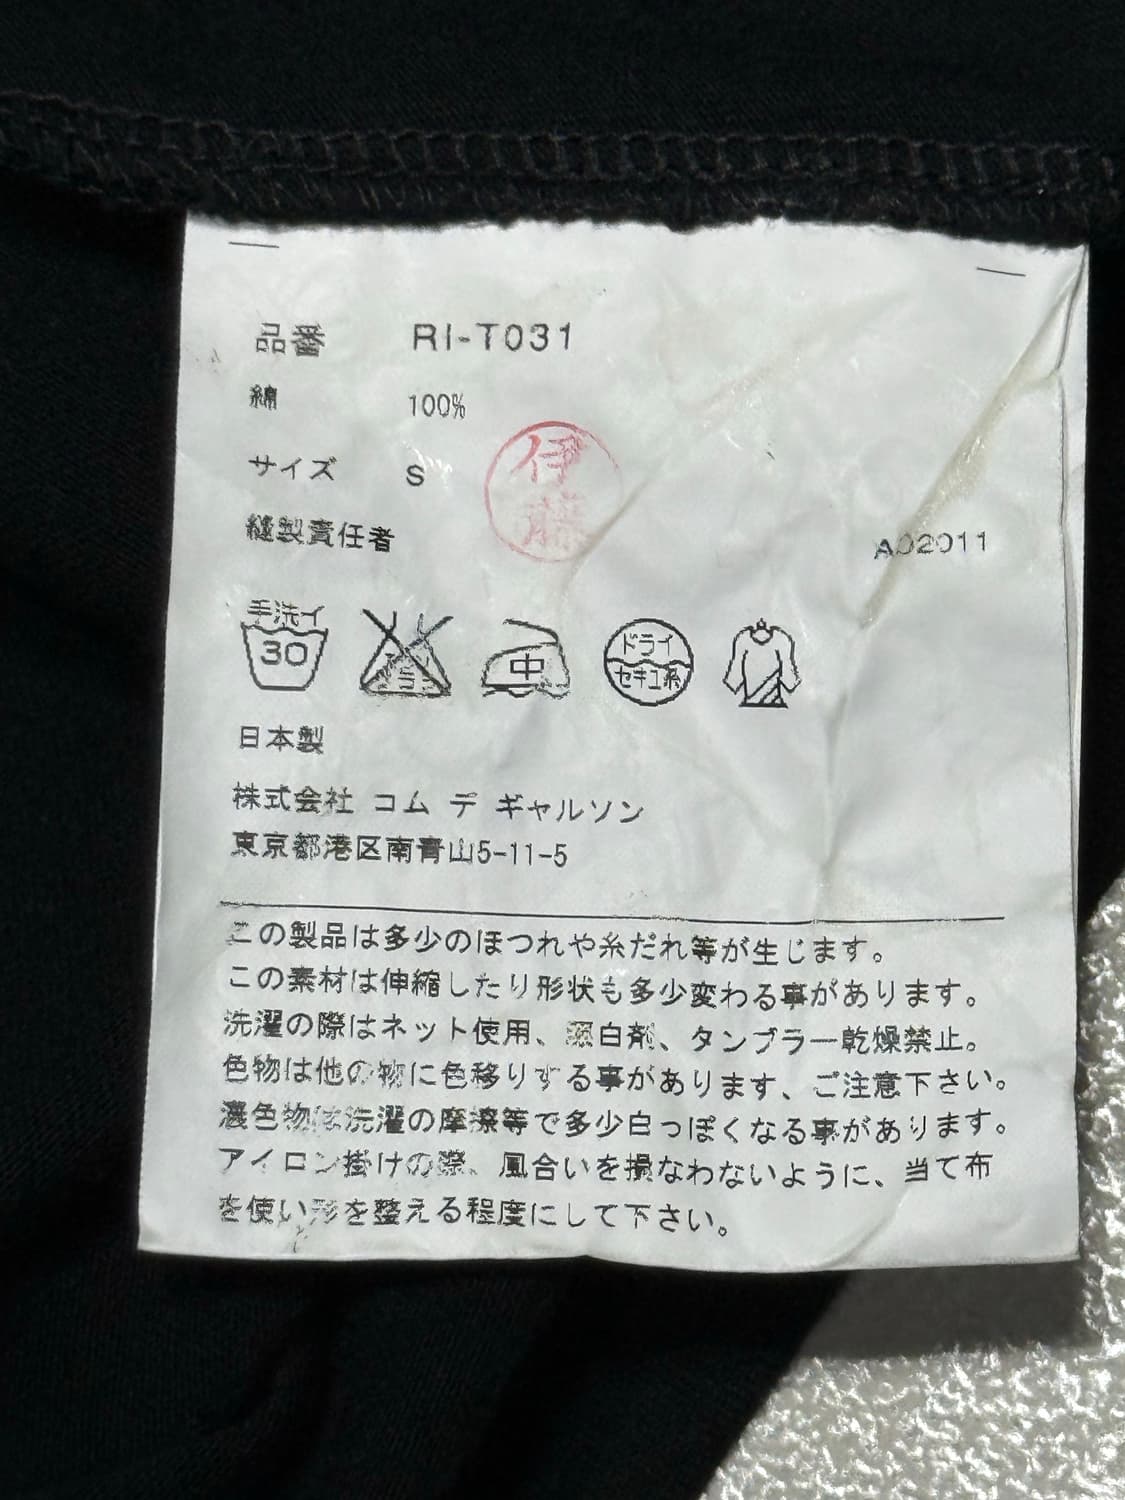 品番 RI-T031
綿 100%
サイズ S
伊藤
縫製責任者 A02011
手洗イ
30
中
ドライ
セキユ系
日本製
株式会社 コム デ ギャルソン
東京都港区南青山5-11-5
この製品は多少のほつれや糸だれ等が生じます。
この素材は伸縮したり形状も多少変わる事があります。
洗濯の際はネット使用、漂白剤、タンブラー乾燥禁止。
色物は他の物に色移りする事があります、ご注意下さい。
濃色物は洗濯の摩擦等で多少白っぽくなる事があります。
アイロン掛けの際、風合いを損なわないように、当て布
を使い形を整える程度にして下さい。